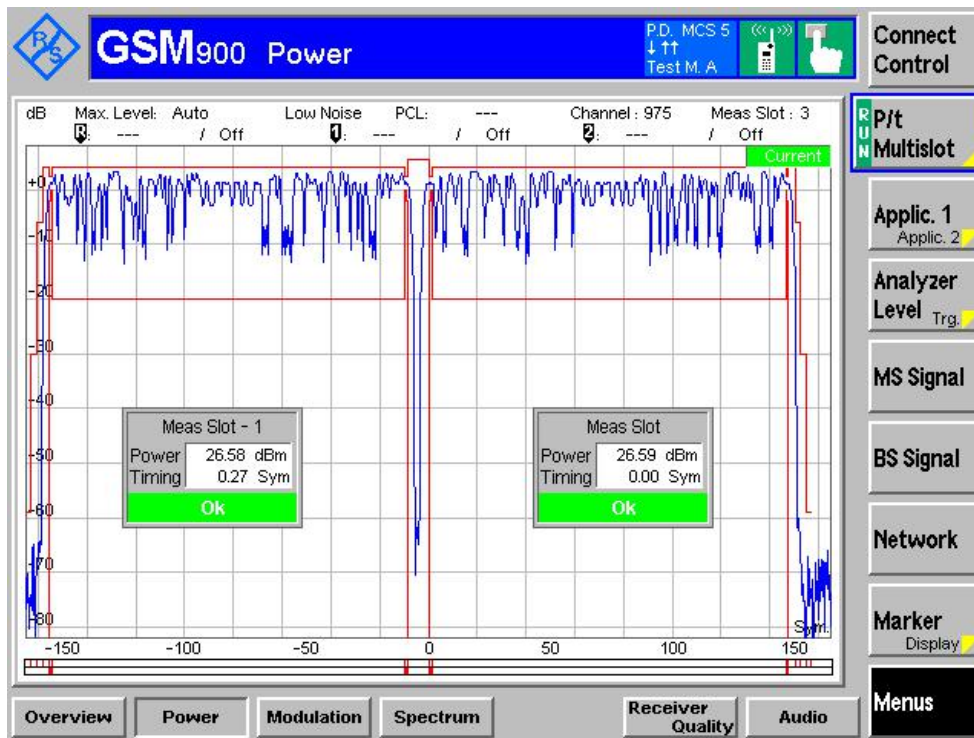 R/S
GSM900 Power
P.D. MCS 5
↓ ↑↑
Test M. A
Connect
Control
dB Max. Level: Auto Low Noise PCL: --- Channel : 975 Meas Slot : 3
R: --- / Off 1: --- / Off 2: --- / Off
RUN
P/t
Multislot
Current
Applic. 1
Applic. 2
Analyzer
Level Trg.
MS Signal
BS Signal
Network
Marker
Display
Menus
+0
-10
-20
-30
-40
-50
-60
-70
-80
Meas Slot - 1
Power 26.58 dBm
Timing 0.27 Sym
Ok
Meas Slot
Power 26.59 dBm
Timing 0.00 Sym
Ok
Sym.
-150 -100 -50 0 50 100 150
Overview Power Modulation Spectrum Receiver Quality Audio